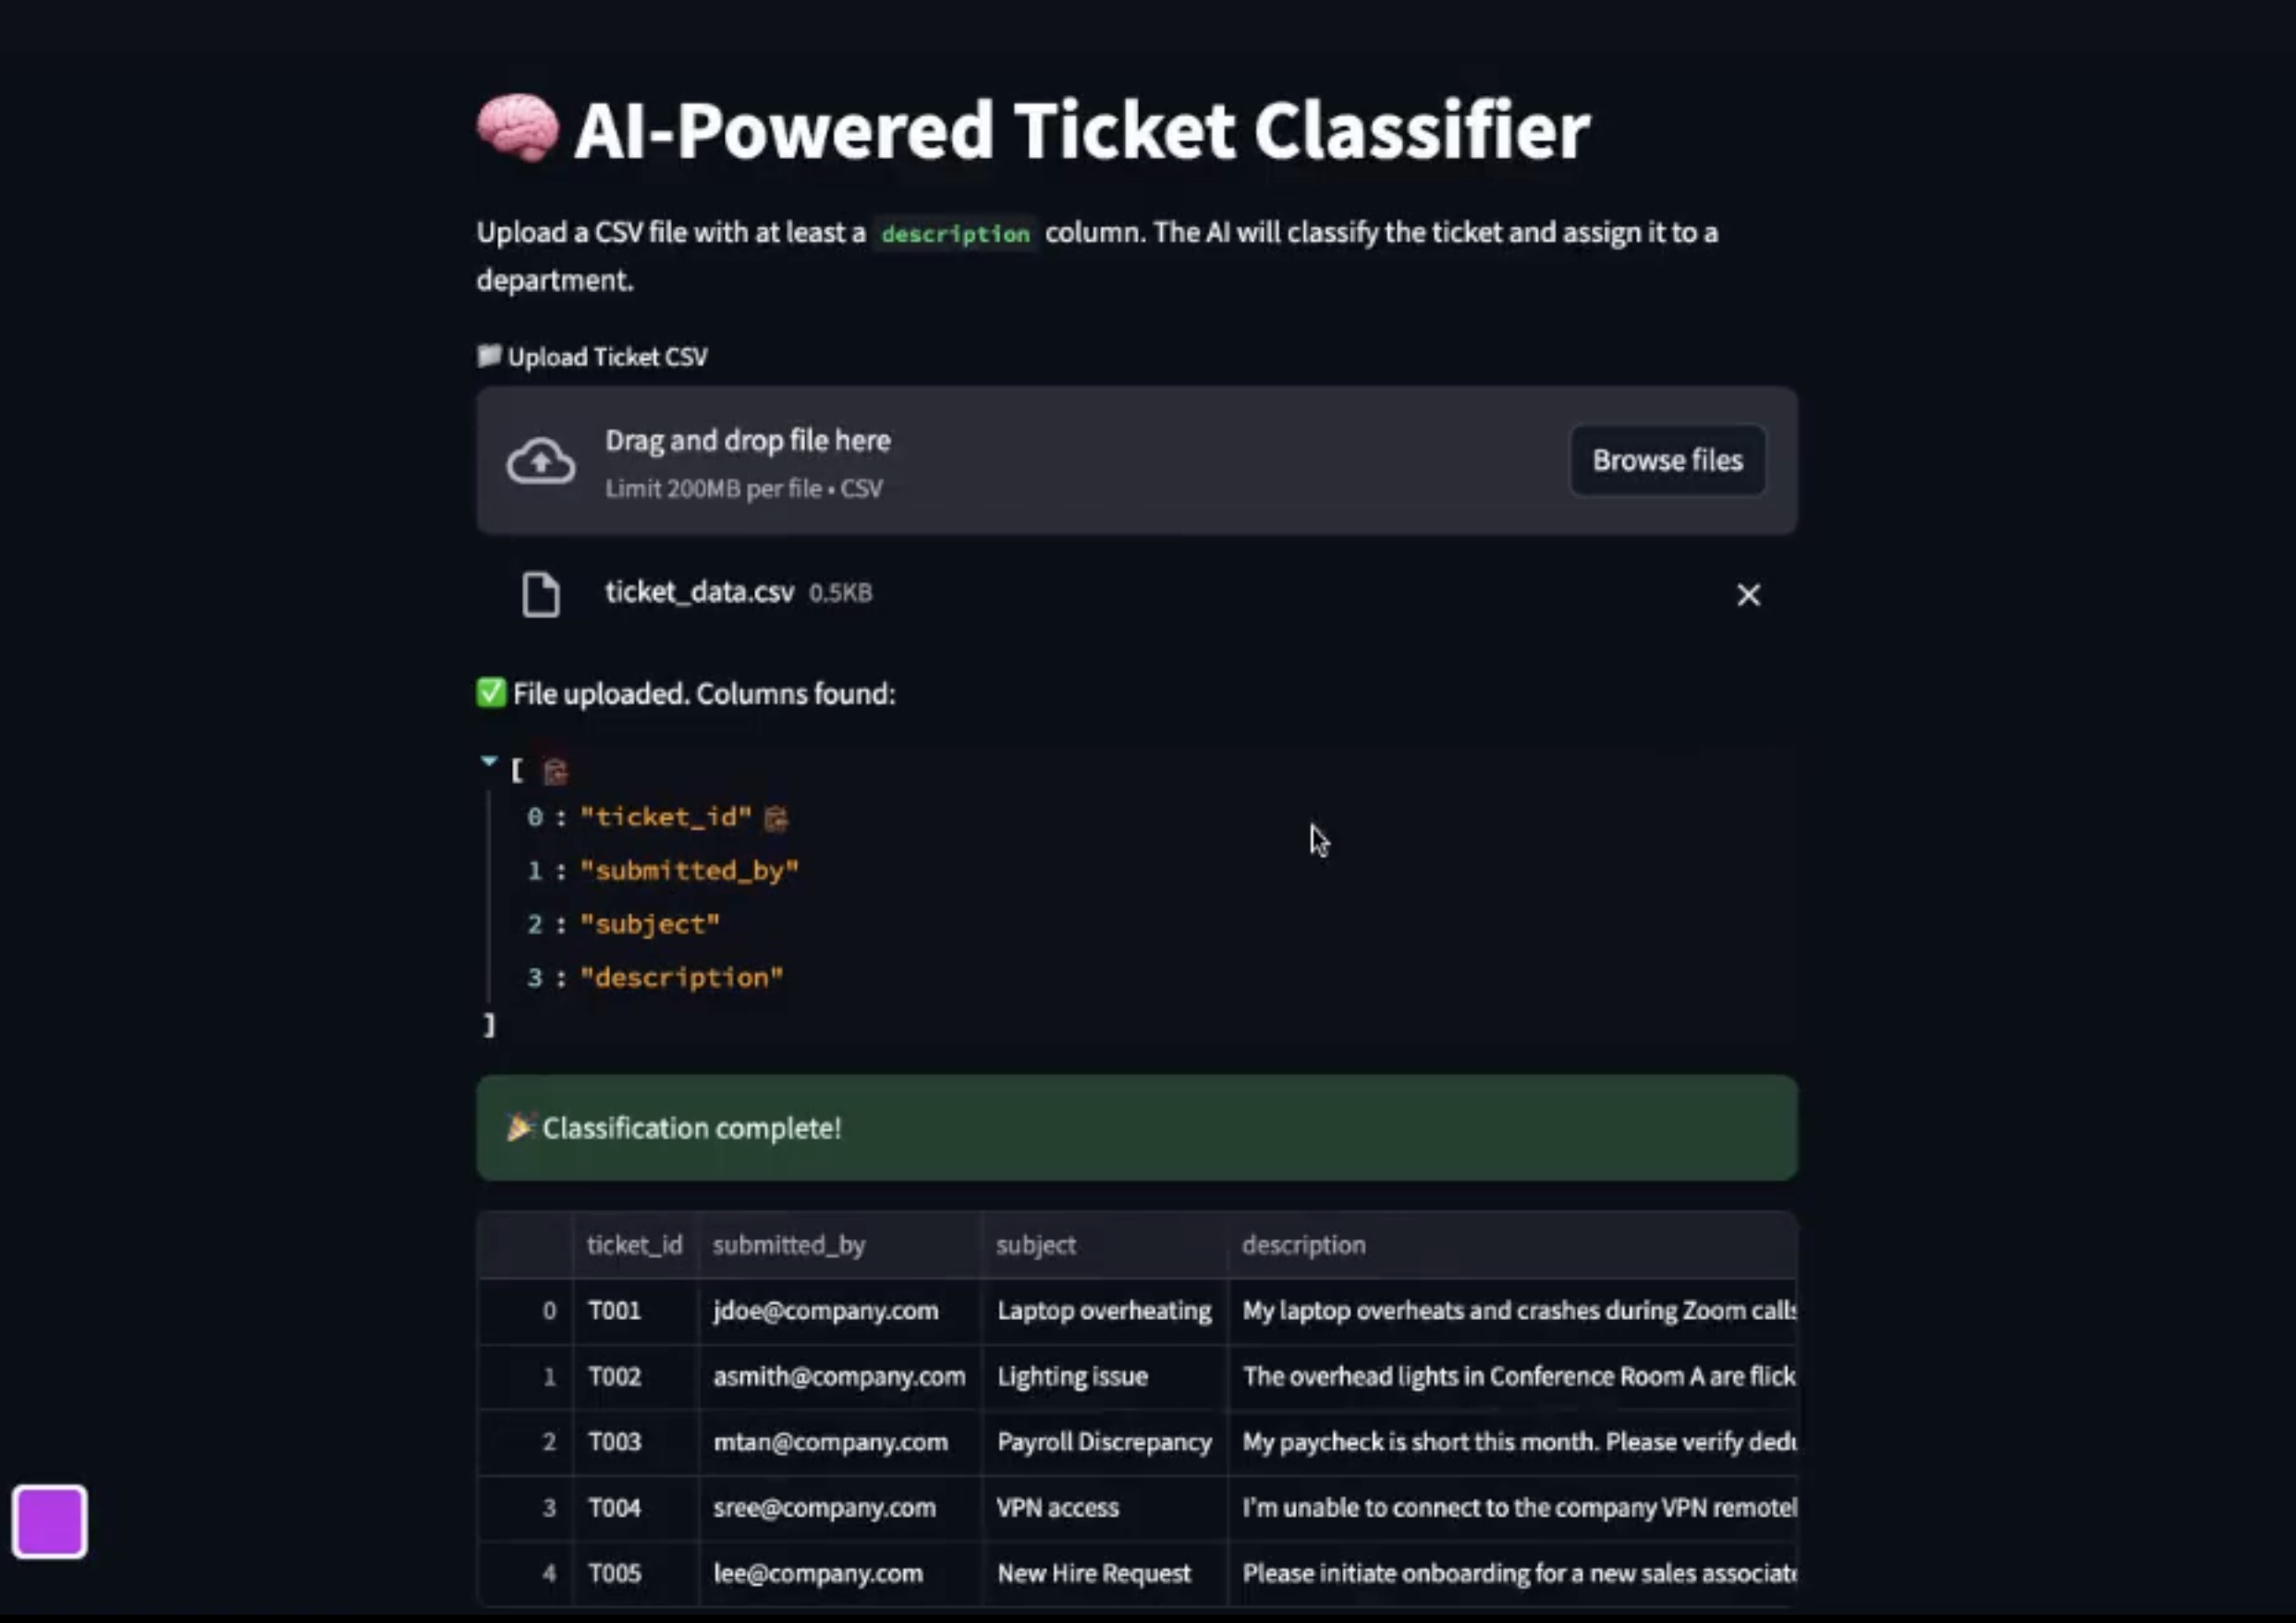 🧠 AI-Powered Ticket Classifier
Upload a CSV file with at least a description column. The AI will classify the ticket and assign it to a
department.
Upload Ticket CSV
Drag and drop file here
Limit 200MB per file • CSV
Browse files
ticket_data.csv 0.5KB
✅ File uploaded. Columns found:
[
0 : "ticket_id"
1 : "submitted_by"
2 : "subject"
3 : "description"
]
🎉 Classification complete!
ticket_id submitted_by subject description
0 T001 jdoe@company.com Laptop overheating My laptop overheats and crashes during Zoom calls
1 T002 asmith@company.com Lighting issue The overhead lights in Conference Room A are flick
2 T003 mtan@company.com Payroll Discrepancy My paycheck is short this month. Please verify dedu
3 T004 sree@company.com VPN access I'm unable to connect to the company VPN remotel
4 T005 lee@company.com New Hire Request Please initiate onboarding for a new sales associate